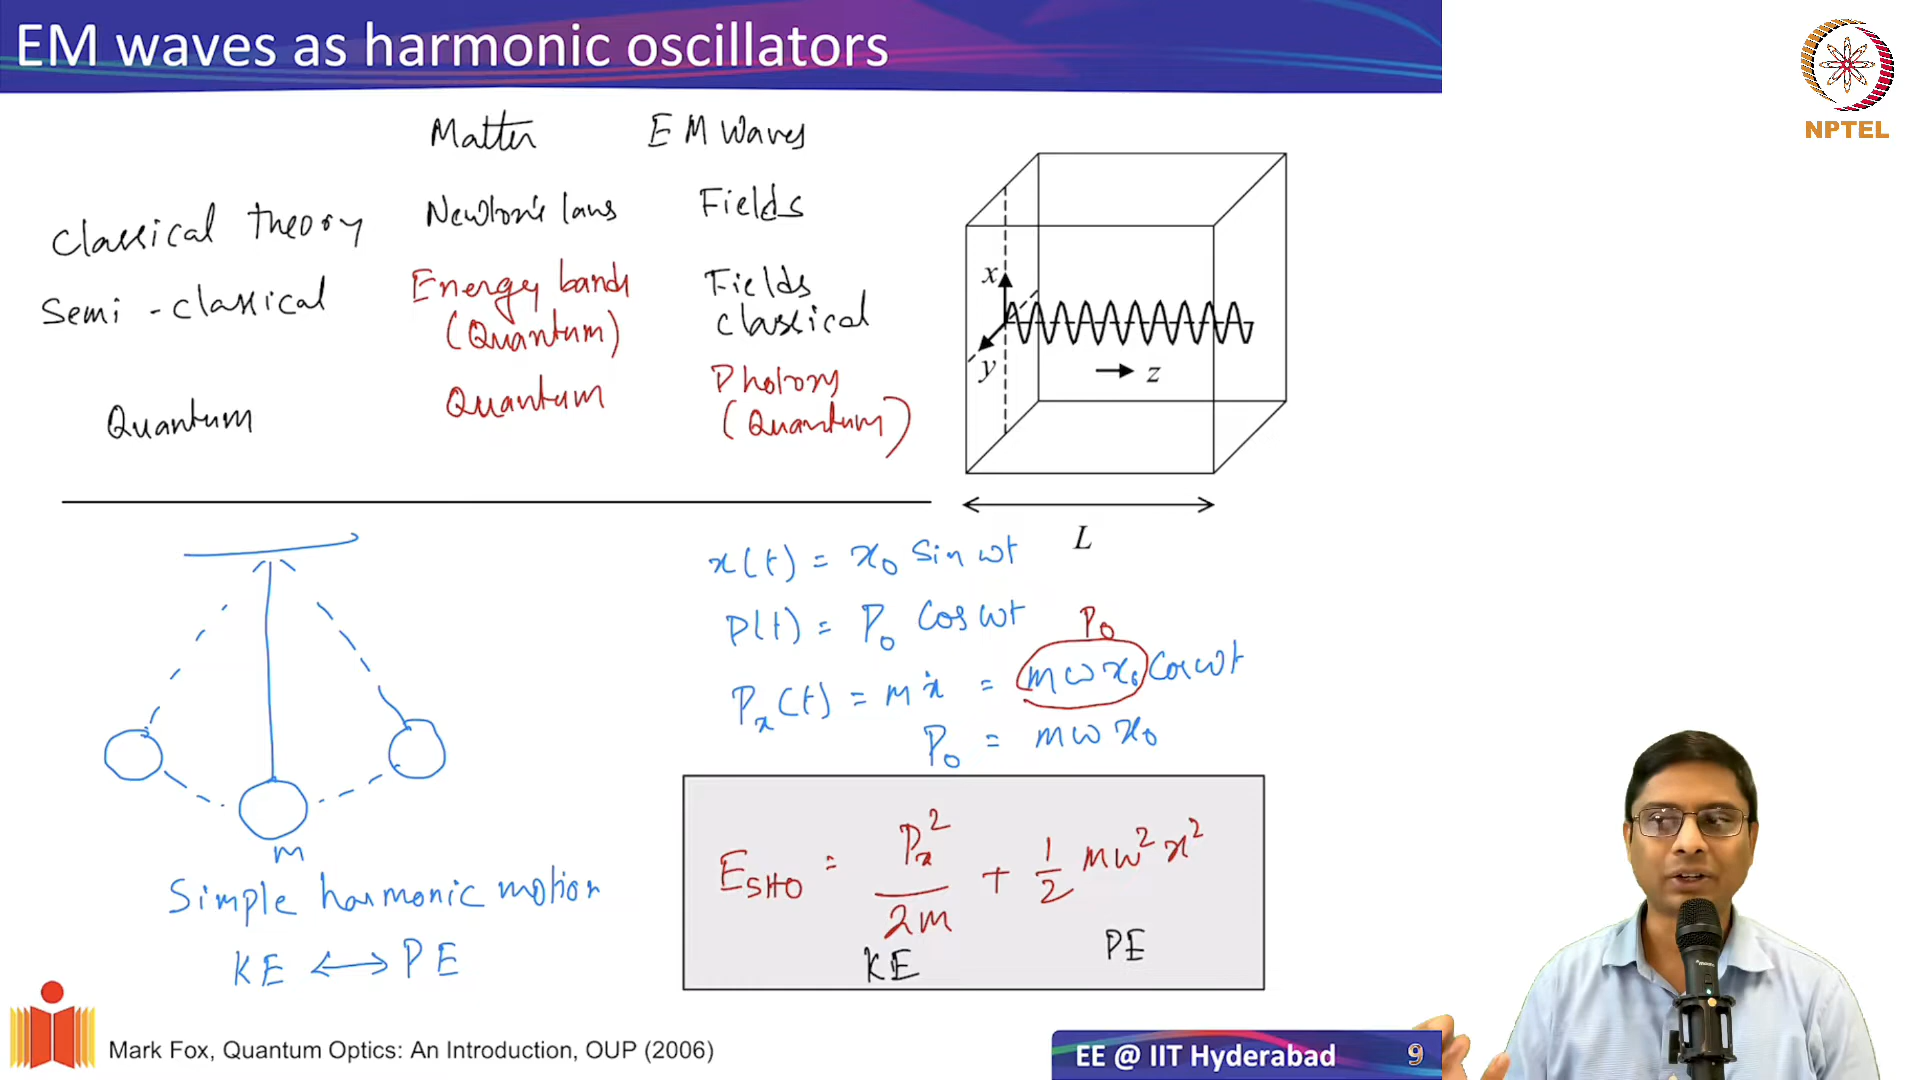 EM waves as harmonic oscillators
NPTEL
Matter EM Waves
Classical theory Newton's laws Fields
Semi-classical Energy bands (Quantum) Fields classical
Quantum Quantum Photons (Quantum)
x
y
z
L
x(t) = x₀ Sin ωt
P(t) = P₀ Cos ωt
P₀
Pₓ(t) = mẋ = mωx₀ Cos ωt
P₀ = mωx₀
m
Simple harmonic motion
KE ↔ PE
E_SHO = Pₓ²/2m + 1/2 mω²x²
KE PE
Mark Fox, Quantum Optics: An Introduction, OUP (2006)
EE @ IIT Hyderabad 9